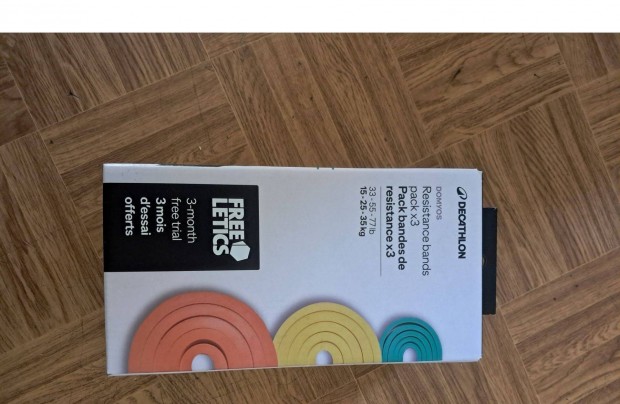 DECATHLON
DOMYOS
Resistance bands
pack x3
Pack bandes de
resistance x3
33 - 55 - 77 lb
15 - 25 - 35 kg
FREE
LETICS
3-month
free trial
3 mois
d'essai
offerts